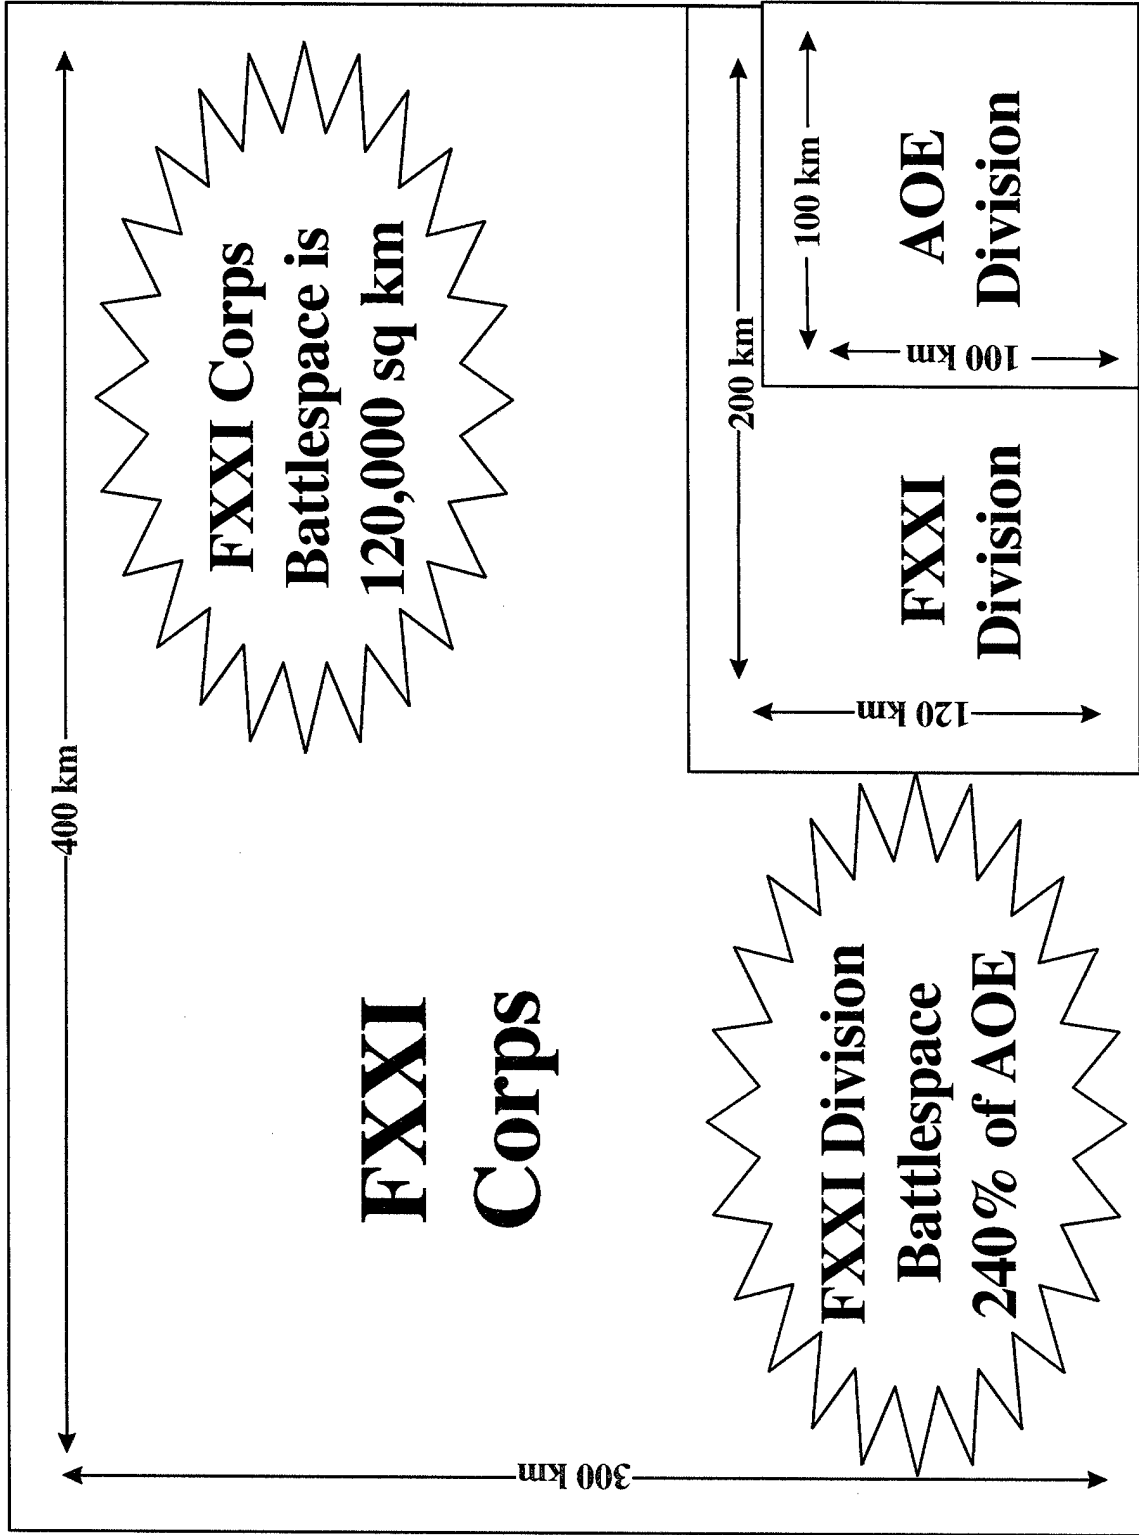 400 km
300 km
FXXI
Corps
FXXI Corps
Battlespace is
120,000 sq km
FXXI Division
Battlespace
240% of AOE
200 km
120 km
FXXI
Division
100 km
100 km
AOE
Division